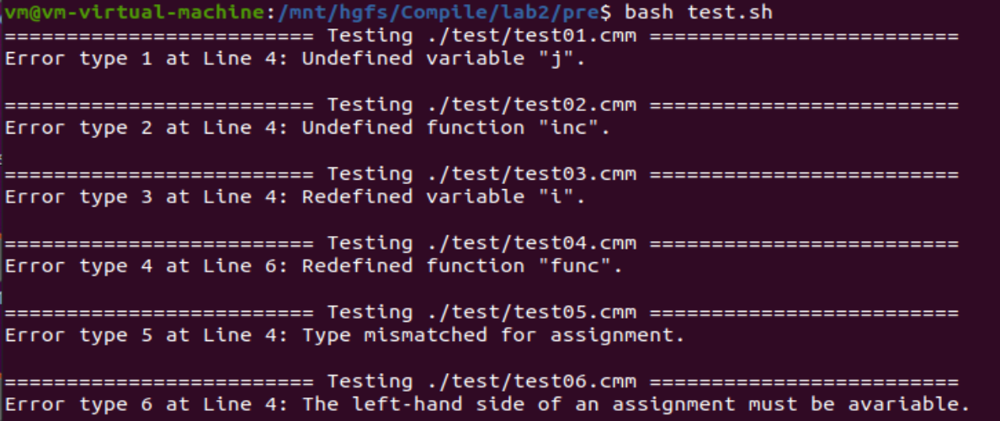 vm@vm-virtual-machine:/mnt/hgfs/Compile/lab2/pre$ bash test.sh
========================= Testing ./test/test01.cmm =========================
Error type 1 at Line 4: Undefined variable "j".
========================= Testing ./test/test02.cmm =========================
Error type 2 at Line 4: Undefined function "inc".
========================= Testing ./test/test03.cmm =========================
Error type 3 at Line 4: Redefined variable "i".
========================= Testing ./test/test04.cmm =========================
Error type 4 at Line 6: Redefined function "func".
========================= Testing ./test/test05.cmm =========================
Error type 5 at Line 4: Type mismatched for assignment.
========================= Testing ./test/test06.cmm =========================
Error type 6 at Line 4: The left-hand side of an assignment must be avariable.